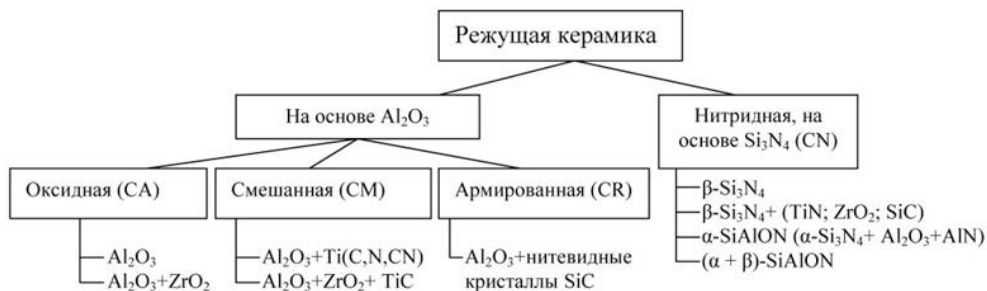 Режущая керамика
На основе Al₂O₃
Нитридная, на
основе Si₃N₄ (CN)
Оксидная (CA)
Смешанная (CM)
Армированная (CR)
Al₂O₃
Al₂O₃+ZrO₂
Al₂O₃+Ti(C,N,CN)
Al₂O₃+ZrO₂+ TiC
Al₂O₃+нитевидные
кристаллы SiC
β-Si₃N₄
β-Si₃N₄+ (TiN; ZrO₂; SiC)
α-SiAlON (α-Si₃N₄+ Al₂O₃+AlN)
(α + β)-SiAlON